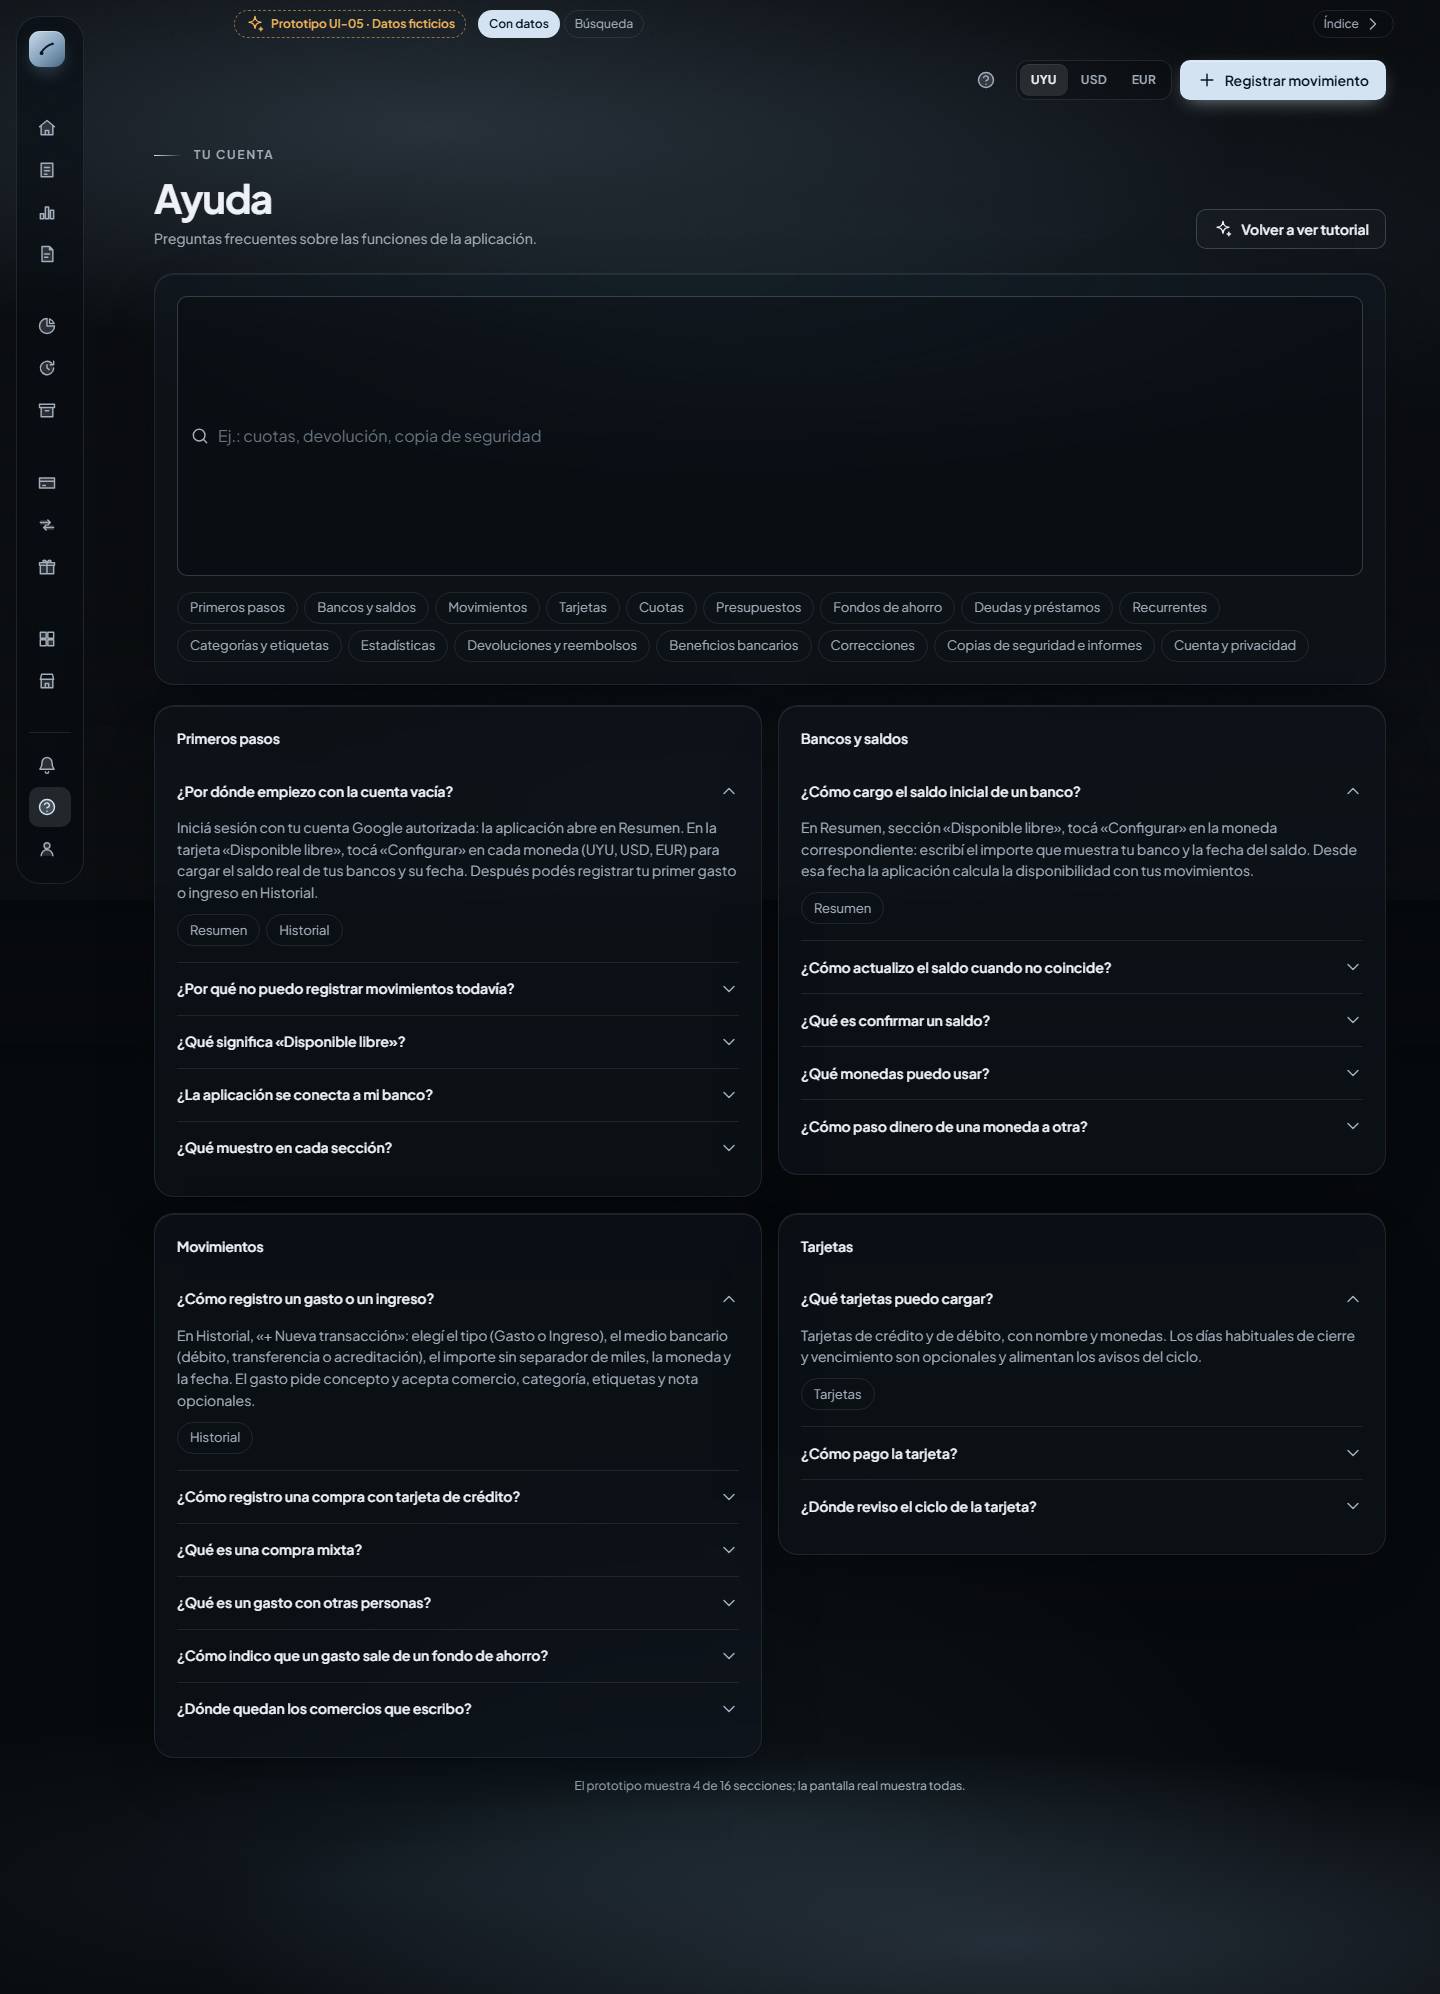 Prototipo UI-05 · Datos ficticios
Con datos
Búsqueda
Índice
UYU
USD
EUR
Registrar movimiento
TU CUENTA
Ayuda
Preguntas frecuentes sobre las funciones de la aplicación.
Volver a ver tutorial
Ej.: cuotas, devolución, copia de seguridad
Primeros pasos
Bancos y saldos
Movimientos
Tarjetas
Cuotas
Presupuestos
Fondos de ahorro
Deudas y préstamos
Recurrentes
Categorías y etiquetas
Estadísticas
Devoluciones y reembolsos
Beneficios bancarios
Correcciones
Copias de seguridad e informes
Cuenta y privacidad
Primeros pasos
¿Por dónde empiezo con la cuenta vacía?
Iniciá sesión con tu cuenta Google autorizada: la aplicación abre en Resumen. En la
tarjeta «Disponible libre», tocá «Configurar» en cada moneda (UYU, USD, EUR) para
cargar el saldo real de tus bancos y su fecha. Después podés registrar tu primer gasto
o ingreso en Historial.
Resumen
Historial
¿Por qué no puedo registrar movimientos todavía?
¿Qué significa «Disponible libre»?
¿La aplicación se conecta a mi banco?
¿Qué muestro en cada sección?
Bancos y saldos
¿Cómo cargo el saldo inicial de un banco?
En Resumen, sección «Disponible libre», tocá «Configurar» en la moneda
correspondiente: escribí el importe que muestra tu banco y la fecha del saldo. Desde
esa fecha la aplicación calcula la disponibilidad con tus movimientos.
Resumen
¿Cómo actualizo el saldo cuando no coincide?
¿Qué es confirmar un saldo?
¿Qué monedas puedo usar?
¿Cómo paso dinero de una moneda a otra?
Movimientos
¿Cómo registro un gasto o un ingreso?
En Historial, «+ Nueva transacción»: elegí el tipo (Gasto o Ingreso), el medio bancario
(débito, transferencia o acreditación), el importe sin separador de miles, la moneda y
la fecha. El gasto pide concepto y acepta comercio, categoría, etiquetas y nota
opcionales.
Historial
¿Cómo registro una compra con tarjeta de crédito?
¿Qué es una compra mixta?
¿Qué es un gasto con otras personas?
¿Cómo indico que un gasto sale de un fondo de ahorro?
¿Dónde quedan los comercios que escribo?
Tarjetas
¿Qué tarjetas puedo cargar?
Tarjetas de crédito y de débito, con nombre y monedas. Los días habituales de cierre
y vencimiento son opcionales y alimentan los avisos del ciclo.
Tarjetas
¿Cómo pago la tarjeta?
¿Dónde reviso el ciclo de la tarjeta?
El prototipo muestra 4 de 16 secciones; la pantalla real muestra todas.